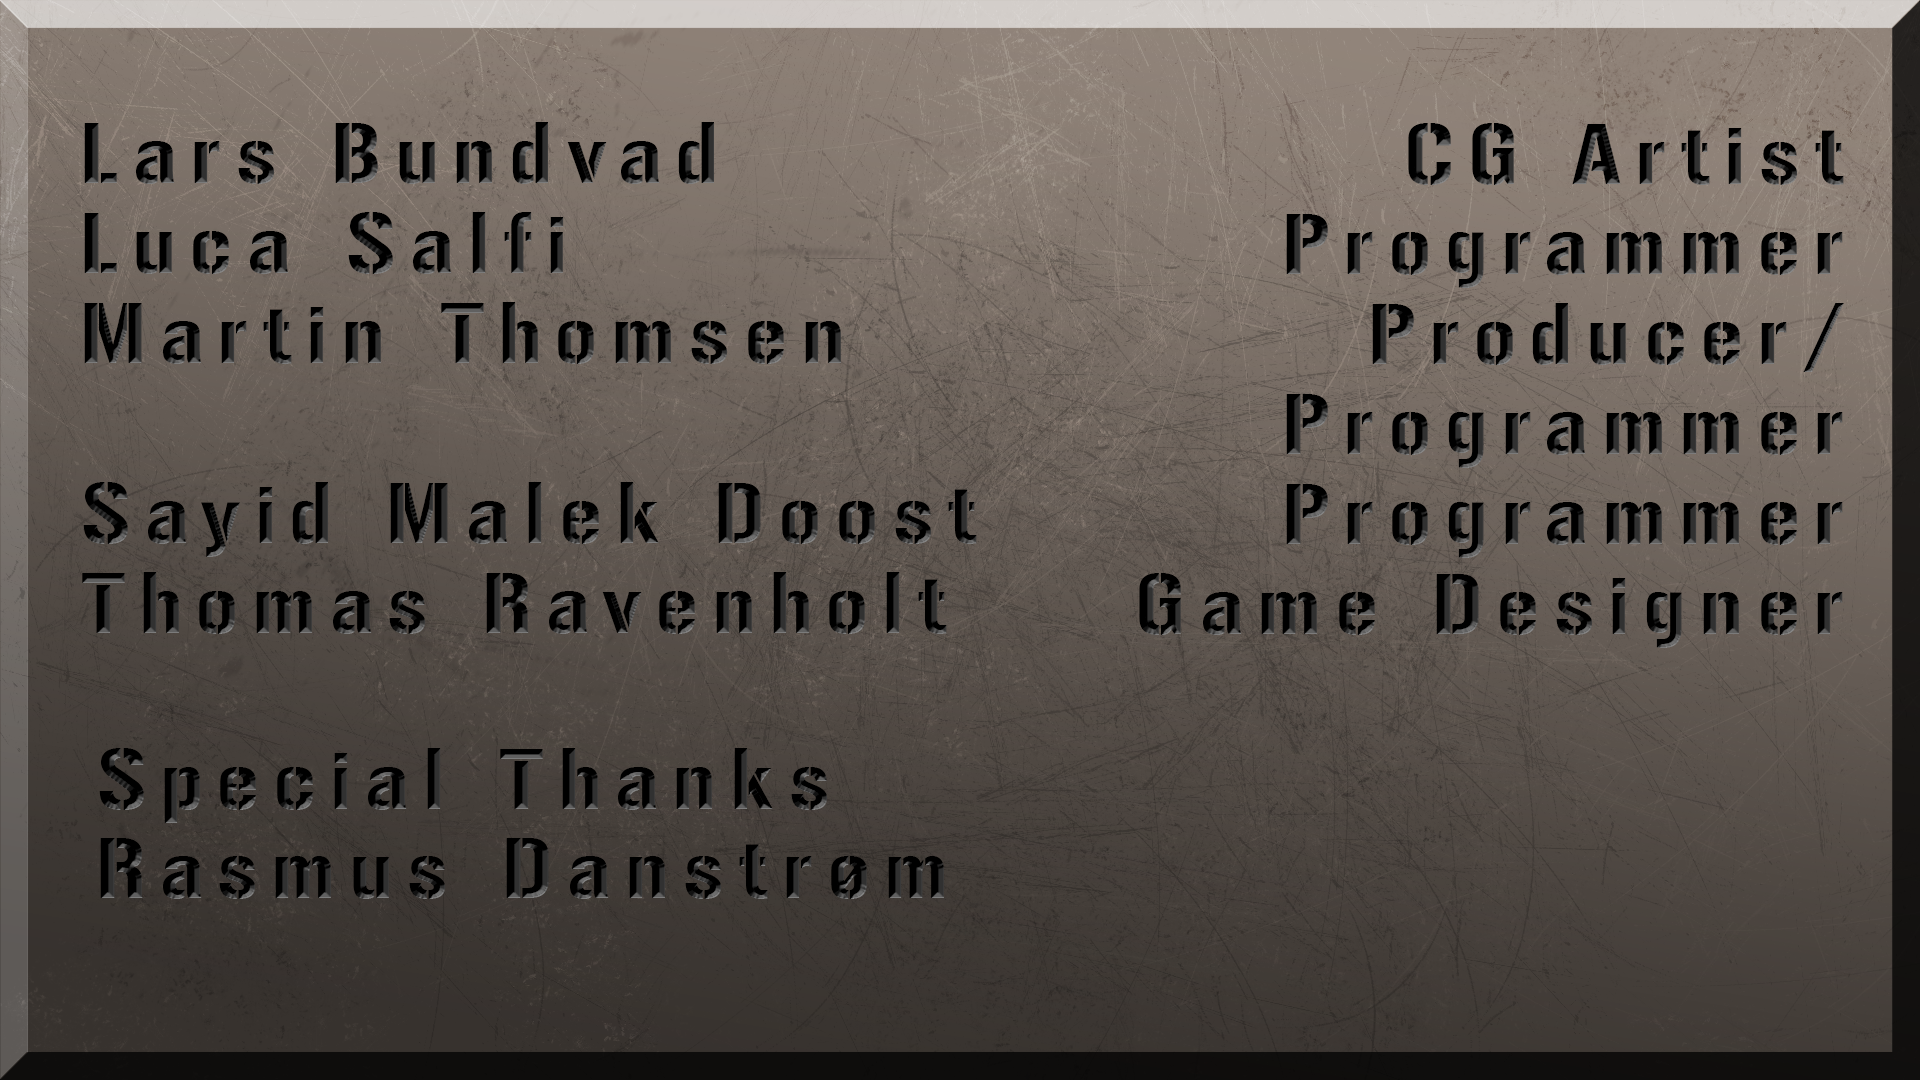 Lars Bundvad CG Artist
Luca Salfi Programmer
Martin Thomsen Producer/
Programmer
Sayid Malek Doost Programmer
Thomas Ravenholt Game Designer
Special Thanks
Rasmus Danstrøm